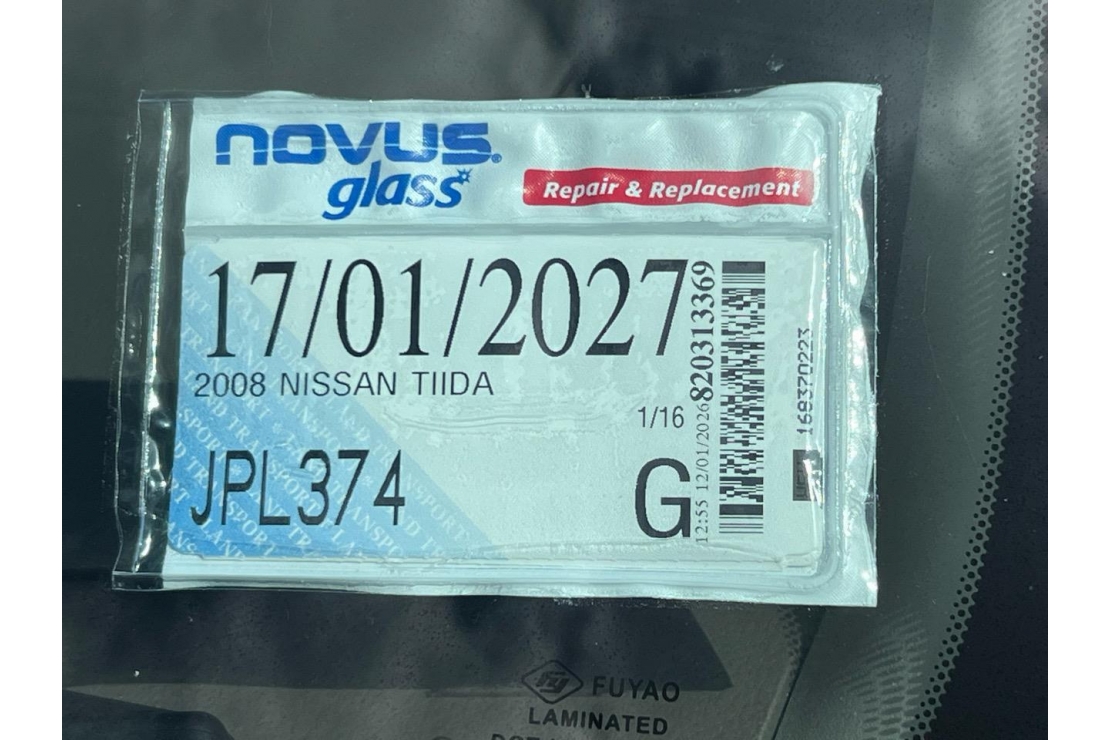 novus.
glass
Repair & Replacement
17/01/2027
2008 NISSAN TIIDA
1/16
JPL374
G
12:55 12/01/2026
820313369
169370223
FUYAO
LAMINATED